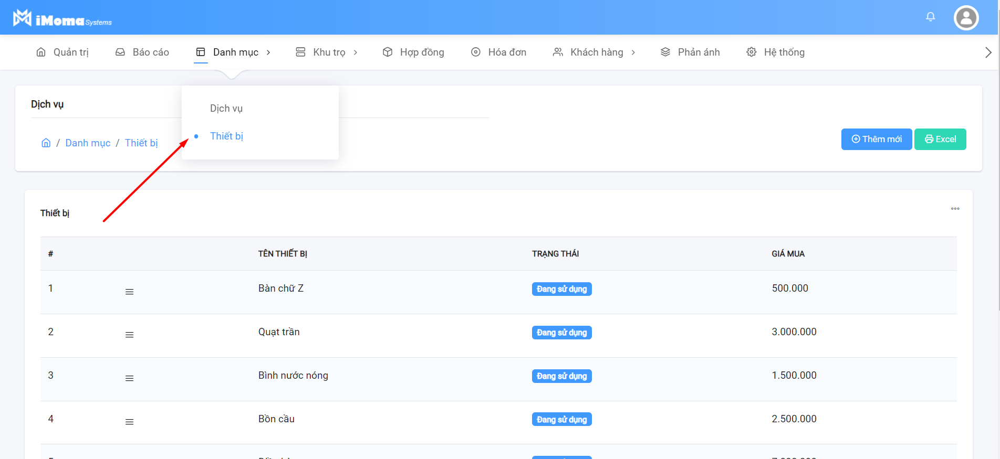 iMoma Systems
Quản trị
Báo cáo
Danh mục
Khu trọ
Hợp đồng
Hóa đơn
Khách hàng
Phản ánh
Hệ thống
Dịch vụ
Dịch vụ
Thiết bị
/ Danh mục / Thiết bị
Thêm mới
Excel
Thiết bị
# TÊN THIẾT BỊ TRẠNG THÁI GIÁ MUA
1 Bàn chữ Z Đang sử dụng 500.000
2 Quạt trần Đang sử dụng 3.000.000
3 Bình nước nóng Đang sử dụng 1.500.000
4 Bồn cầu Đang sử dụng 2.500.000